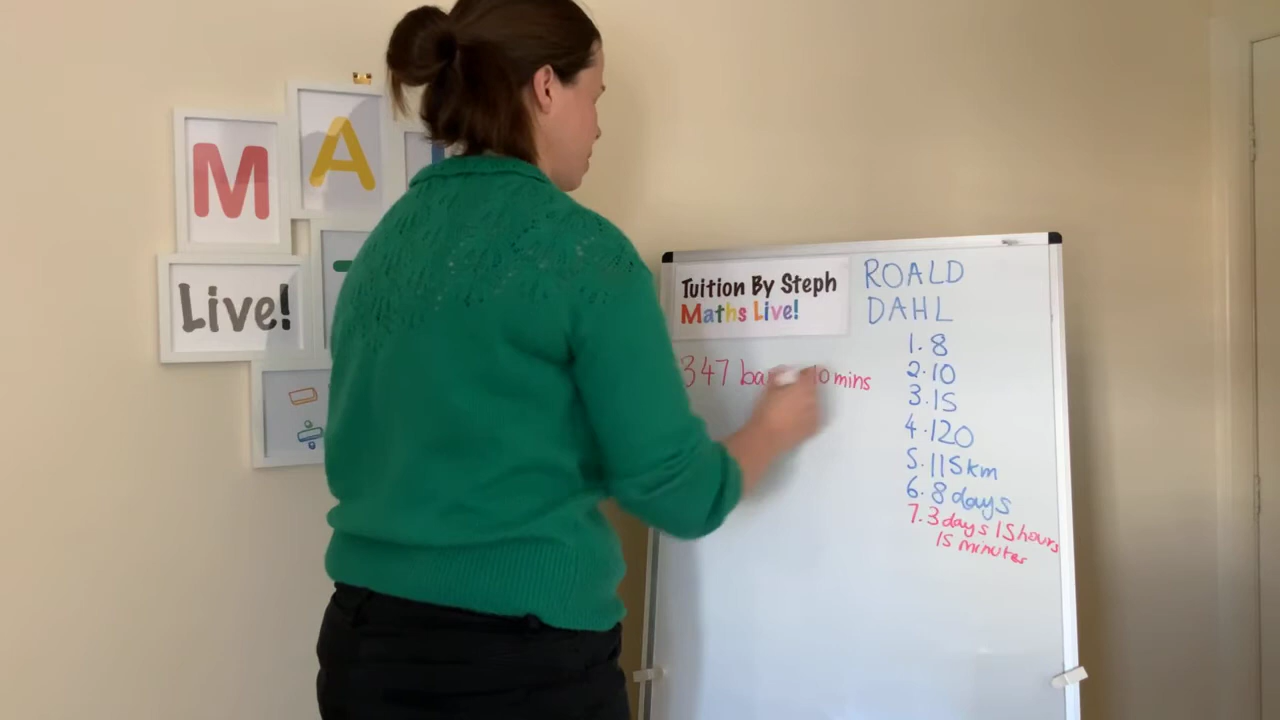 M
A
Live!
Tuition By Steph
Maths Live!
347 10 mins
ROALD
DAHL
1. 8
2. 10
3. 15
4. 120
5. 115km
6. 8 days
7. 3 days 15 hours
15 minutes